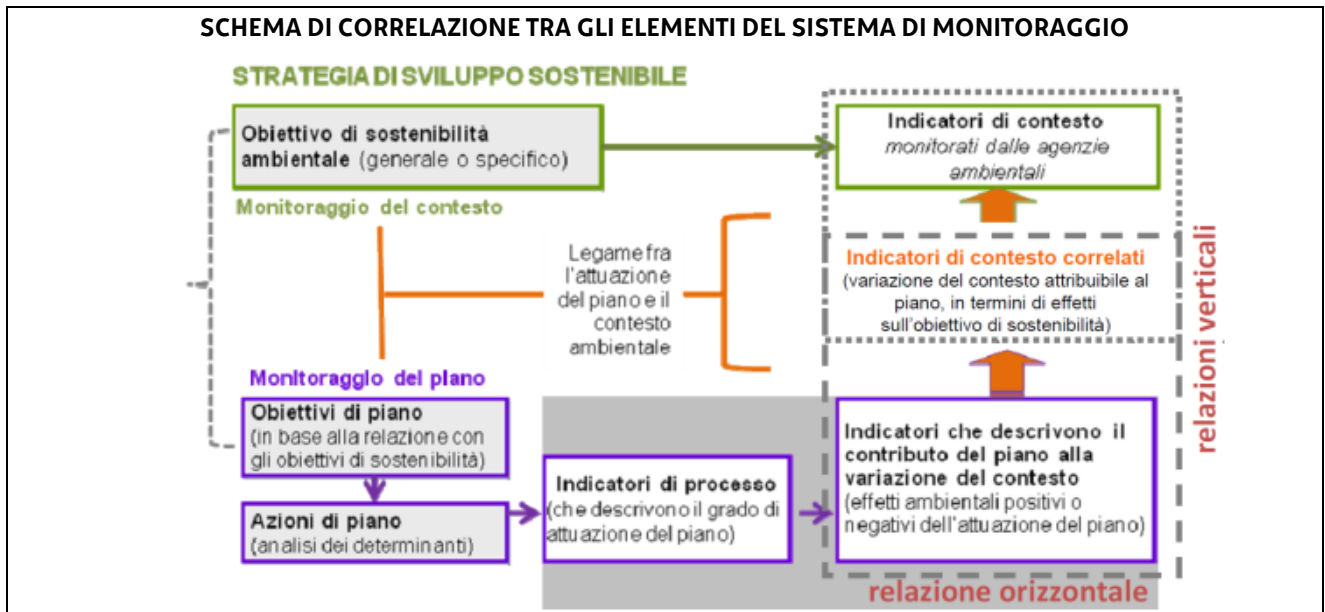 SCHEMA DI CORRELAZIONE TRA GLI ELEMENTI DEL SISTEMA DI MONITORAGGIO
STRATEGIA DI SVILUPPO SOSTENIBILE
Obiettivo di sostenibilità
ambientale (generale o specifico)
Indicatori di contesto
monitorati dalle agenzie
ambientali
Monitoraggio del contesto
Legame fra
l'attuazione
del piano e il
contesto
ambientale
Indicatori di contesto correlati
(variazione del contesto attribuibile al
piano, in termini di effetti
sull'obiettivo di sostenibilità)
relazioni verticali
Monitoraggio del piano
Obiettivi di piano
(in base alla relazione con
gli obiettivi di sostenibilità)
Azioni di piano
(analisi dei determinanti)
Indicatori di processo
(che descrivono il grado di
attuazione del piano)
Indicatori che descrivono il
contributo del piano alla
variazione del contesto
(effetti ambientali positivi o
negativi dell'attuazione del piano)
relazione orizzontale